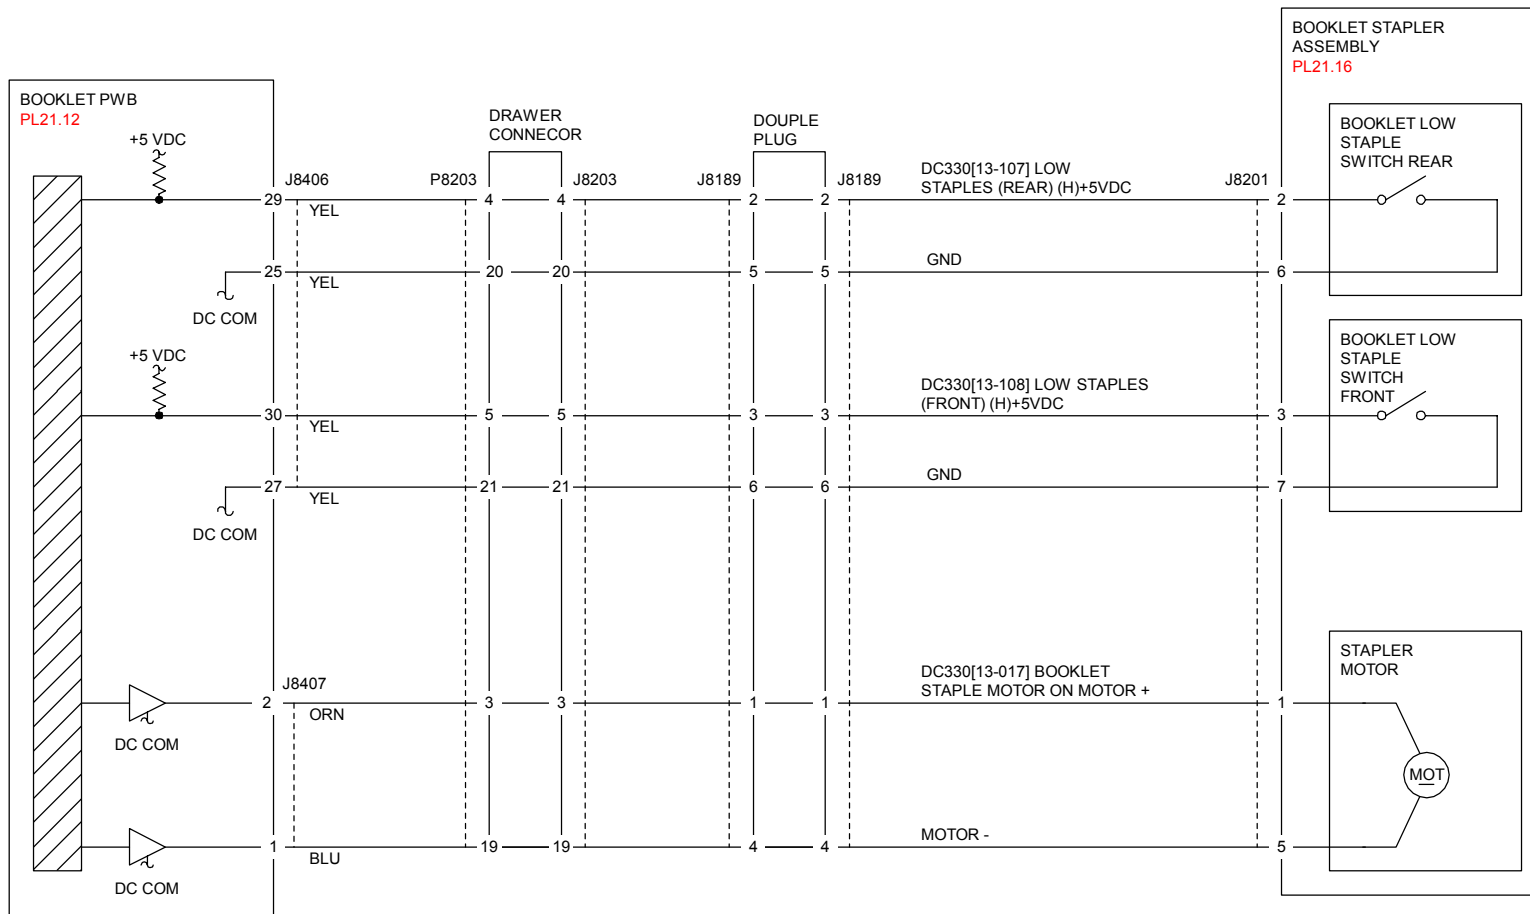 BOOKLET STAPLER
ASSEMBLY
PL21.16
BOOKLET PWB
PL21.12
+5 VDC
DRAWER
CONNECOR
DOUPLE
PLUG
BOOKLET LOW
STAPLE
SWITCH REAR
J8406
P8203
J8203
J8189
J8189
DC330[13-107] LOW
STAPLES (REAR) (H)+5VDC
J8201
29
YEL
4
4
2
2
2
25
YEL
20
20
5
5
GND
6
DC COM
+5 VDC
BOOKLET LOW
STAPLE
SWITCH
FRONT
DC330[13-108] LOW STAPLES
(FRONT) (H)+5VDC
30
YEL
5
5
3
3
3
27
YEL
21
21
6
6
GND
7
DC COM
STAPLER
MOTOR
J8407
DC330[13-017] BOOKLET
STAPLE MOTOR ON MOTOR +
2
ORN
3
3
1
1
1
DC COM
MOT
1
BLU
19
19
4
4
MOTOR -
5
DC COM